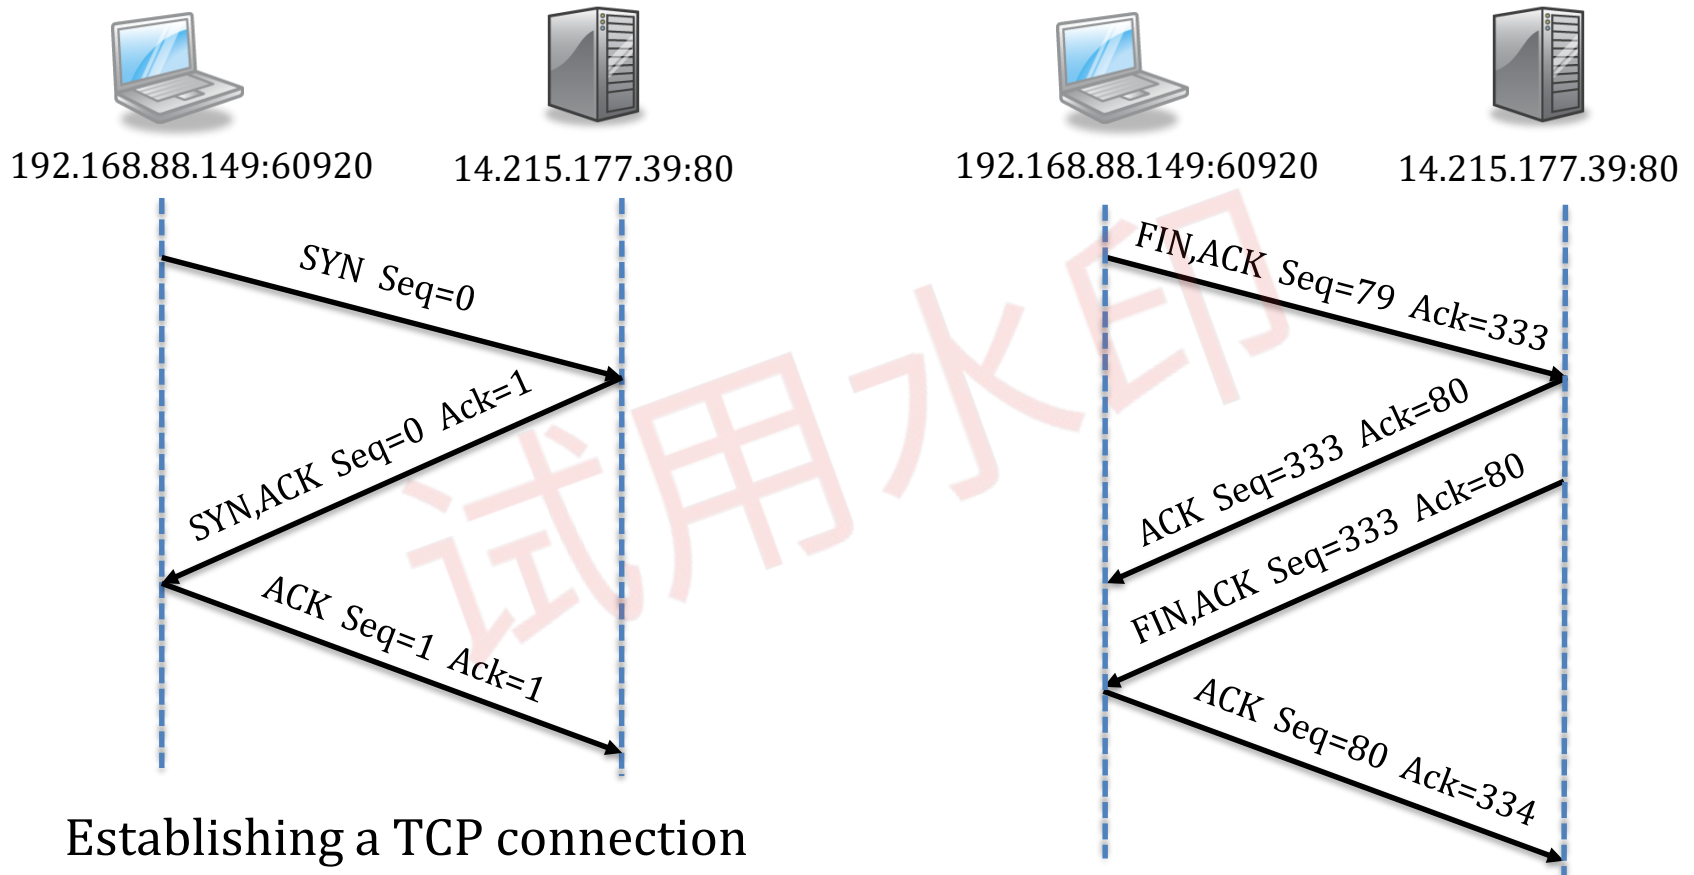 192.168.88.149:60920
14.215.177.39:80
SYN Seq=0
SYN,ACK Seq=0 Ack=1
ACK Seq=1 Ack=1
Establishing a TCP connection
192.168.88.149:60920
14.215.177.39:80
FIN,ACK Seq=79 Ack=333
ACK Seq=333 Ack=80
FIN,ACK Seq=333 Ack=80
ACK Seq=80 Ack=334
试用水印